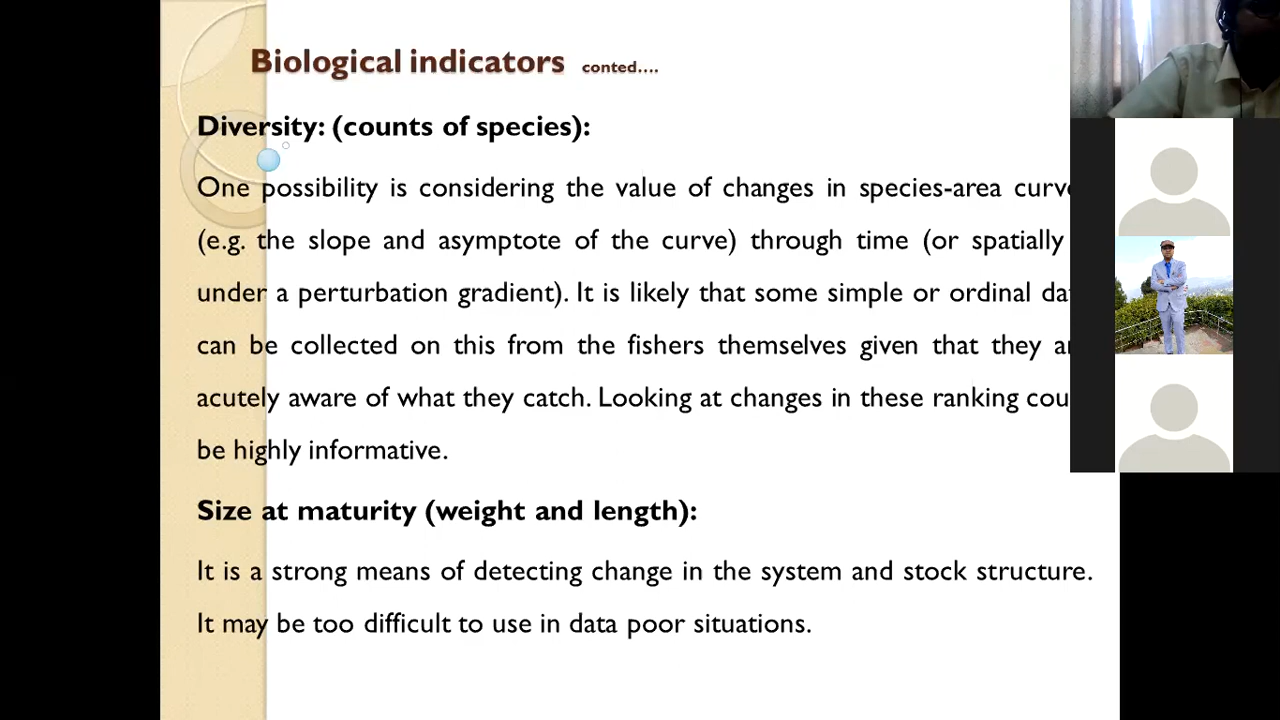 Biological indicators conted….
Diversity: (counts of species):
One possibility is considering the value of changes in species-area
(e.g. the slope and asymptote of the curve) through time (or spatially
under a perturbation gradient). It is likely that some simple or ordinal
can be collected on this from the fishers themselves given that they
acutely aware of what they catch. Looking at changes in these ranking
be highly informative.
Size at maturity (weight and length):
It is a strong means of detecting change in the system and stock structure.
It may be too difficult to use in data poor situations.